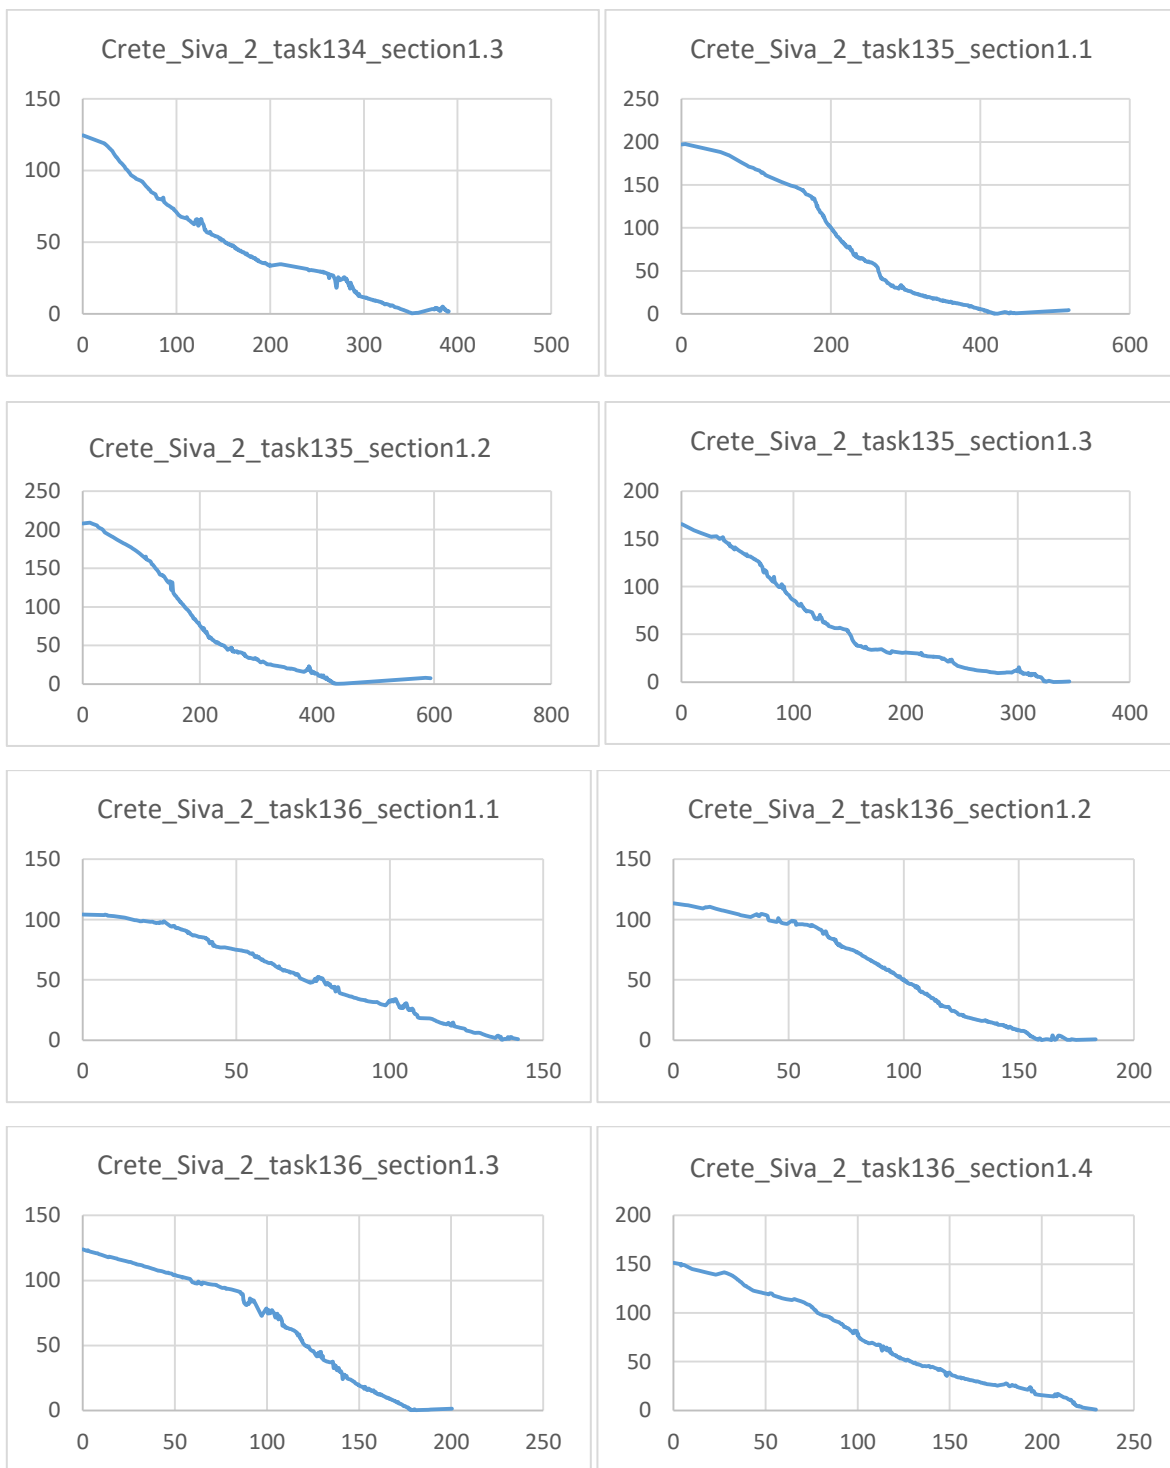 Crete_Siva_2_task134_section1.3
150
100
50
0
0 100 200 300 400 500
Crete_Siva_2_task135_section1.1
250
200
150
100
50
0
0 200 400 600
Crete_Siva_2_task135_section1.2
250
200
150
100
50
0
0 200 400 600 800
Crete_Siva_2_task135_section1.3
200
150
100
50
0
0 100 200 300 400
Crete_Siva_2_task136_section1.1
150
100
50
0
0 50 100 150
Crete_Siva_2_task136_section1.2
150
100
50
0
0 50 100 150 200
Crete_Siva_2_task136_section1.3
150
100
50
0
0 50 100 150 200 250
Crete_Siva_2_task136_section1.4
200
150
100
50
0
0 50 100 150 200 250